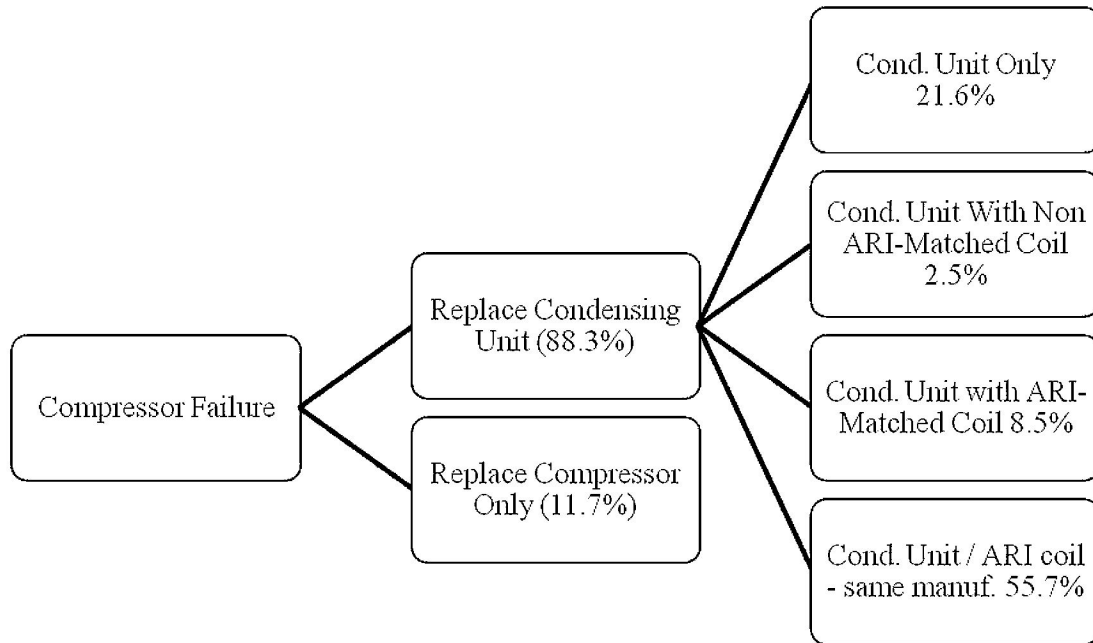 Compressor Failure
Replace Condensing
Unit (88.3%)
Replace Compressor
Only (11.7%)
Cond. Unit Only
21.6%
Cond. Unit With Non
ARI-Matched Coil
2.5%
Cond. Unit with ARI-
Matched Coil 8.5%
Cond. Unit / ARI coil
- same manuf. 55.7%